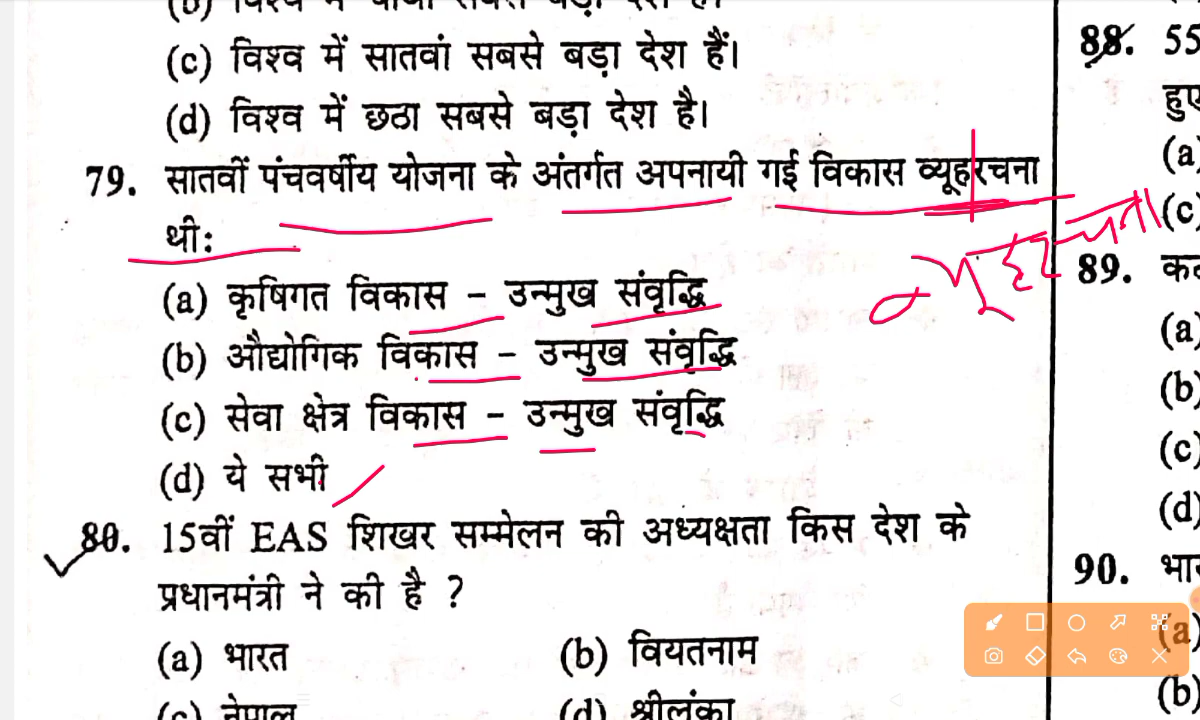 (c) विश्व में सातवां सबसे बड़ा देश हैं।
(d) विश्व में छठा सबसे बड़ा देश है।
79. सातवीं पंचवर्षीय योजना के अंतर्गत अपनायी गई विकास व्यूहरचना
थी:
व्यूहरचना
(a) कृषिगत विकास – उन्मुख संवृद्धि
(b) औद्योगिक विकास – उन्मुख संवृद्धि
(c) सेवा क्षेत्र विकास – उन्मुख संवृद्धि
(d) ये सभी
80. 15वीं EAS शिखर सम्मेलन की अध्यक्षता किस देश के
प्रधानमंत्री ने की है ?
(a) भारत (b) वियतनाम
(c) नेपाल (d) श्रीलंका
88. 55
(a)
(c)
89.
(a)
(b)
(c)
(d)
90.
(a)
(b)